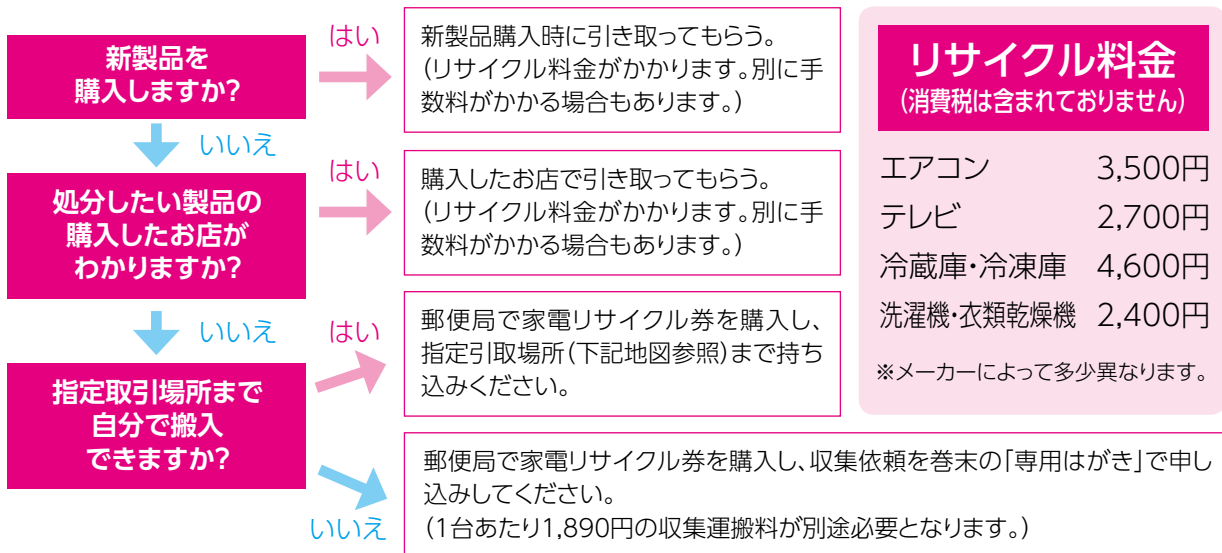 新製品を
購入しますか?
はい
新製品購入時に引き取ってもらう。
(リサイクル料金がかかります。別に手
数料がかかる場合もあります。)
いいえ
処分したい製品の
購入したお店が
わかりますか?
はい
購入したお店で引き取ってもらう。
(リサイクル料金がかかります。別に手
数料がかかる場合もあります。)
いいえ
指定取引場所まで
自分で搬入
できますか?
はい
郵便局で家電リサイクル券を購入し、
指定引取場所(下記地図参照)まで持ち
込みください。
いいえ
郵便局で家電リサイクル券を購入し、収集依頼を巻末の「専用はがき」で申し
込みしてください。
(1台あたり1,890円の収集運搬料が別途必要となります。)
リサイクル料金
(消費税は含まれておりません)
エアコン 3,500円
テレビ 2,700円
冷蔵庫・冷凍庫 4,600円
洗濯機・衣類乾燥機 2,400円
※メーカーによって多少異なります。